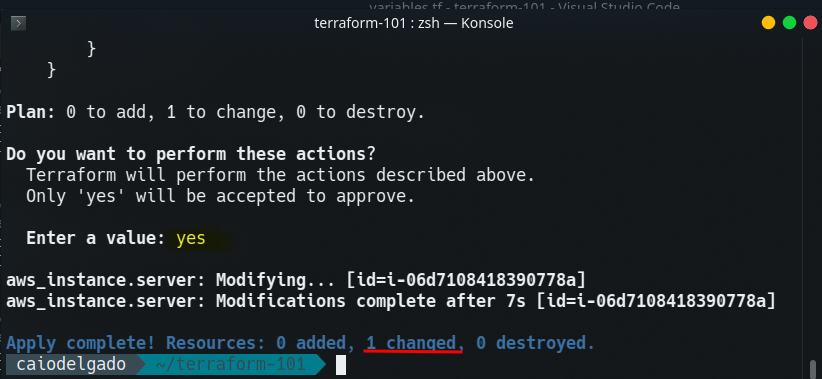 variables.tf - terraform-101 - Visual Studio Code
terraform-101 : zsh — Konsole
}
}
Plan: 0 to add, 1 to change, 0 to destroy.
Do you want to perform these actions?
Terraform will perform the actions described above.
Only 'yes' will be accepted to approve.
Enter a value: yes
aws_instance.server: Modifying... [id=i-06d7108418390778a]
aws_instance.server: Modifications complete after 7s [id=i-06d7108418390778a]
Apply complete! Resources: 0 added, 1 changed, 0 destroyed.
caiodelgado ~/terraform-101